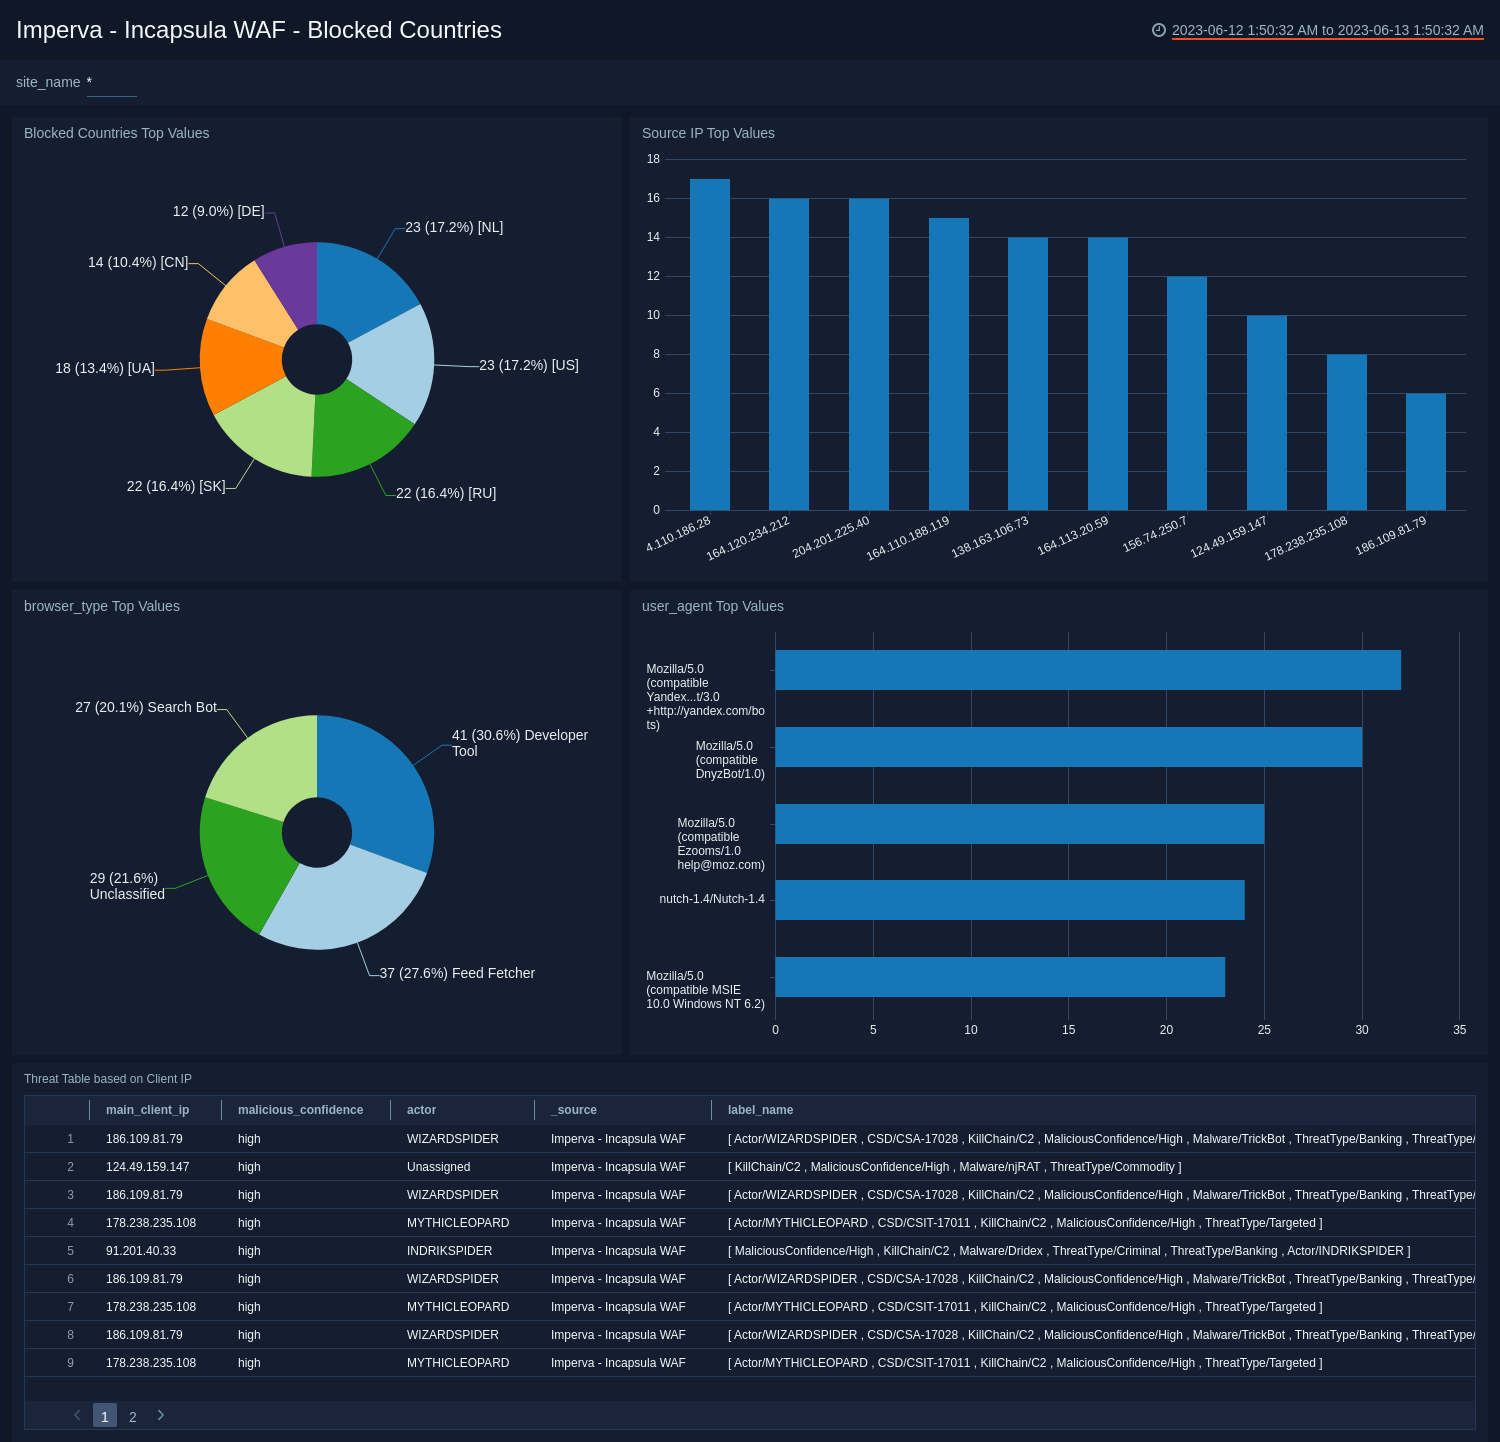 Imperva - Incapsula WAF - Blocked Countries
2023-06-12 1:50:32 AM to 2023-06-13 1:50:32 AM
site_name *
Blocked Countries Top Values
12 (9.0%) [DE]
23 (17.2%) [NL]
14 (10.4%) [CN]
18 (13.4%) [UA]
23 (17.2%) [US]
22 (16.4%) [SK]
22 (16.4%) [RU]
Source IP Top Values
18
16
14
12
10
8
6
4
2
0
4.110.186.28
164.120.234.212
204.201.225.40
164.110.188.119
138.163.106.73
164.113.20.59
156.74.250.7
124.49.159.147
178.238.235.108
186.109.81.79
browser_type Top Values
27 (20.1%) Search Bot
41 (30.6%) Developer
Tool
29 (21.6%)
Unclassified
37 (27.6%) Feed Fetcher
user_agent Top Values
Mozilla/5.0
(compatible
Yandex...t/3.0
+http://yandex.com/bo
ts)
Mozilla/5.0
(compatible
DnyzBot/1.0)
Mozilla/5.0
(compatible
Ezooms/1.0
help@moz.com)
nutch-1.4/Nutch-1.4
Mozilla/5.0
(compatible MSIE
10.0 Windows NT 6.2)
0 5 10 15 20 25 30 35
Threat Table based on Client IP
main_client_ip malicious_confidence actor _source label_name
1 186.109.81.79 high WIZARDSPIDER Imperva - Incapsula WAF [ Actor/WIZARDSPIDER , CSD/CSA-17028 , KillChain/C2 , MaliciousConfidence/High , Malware/TrickBot , ThreatType/Banking , ThreatType/
2 124.49.159.147 high Unassigned Imperva - Incapsula WAF [ KillChain/C2 , MaliciousConfidence/High , Malware/njRAT , ThreatType/Commodity ]
3 186.109.81.79 high WIZARDSPIDER Imperva - Incapsula WAF [ Actor/WIZARDSPIDER , CSD/CSA-17028 , KillChain/C2 , MaliciousConfidence/High , Malware/TrickBot , ThreatType/Banking , ThreatType/
4 178.238.235.108 high MYTHICLEOPARD Imperva - Incapsula WAF [ Actor/MYTHICLEOPARD , CSD/CSIT-17011 , KillChain/C2 , MaliciousConfidence/High , ThreatType/Targeted ]
5 91.201.40.33 high INDRIKSPIDER Imperva - Incapsula WAF [ MaliciousConfidence/High , KillChain/C2 , Malware/Dridex , ThreatType/Criminal , ThreatType/Banking , Actor/INDRIKSPIDER ]
6 186.109.81.79 high WIZARDSPIDER Imperva - Incapsula WAF [ Actor/WIZARDSPIDER , CSD/CSA-17028 , KillChain/C2 , MaliciousConfidence/High , Malware/TrickBot , ThreatType/Banking , ThreatType/
7 178.238.235.108 high MYTHICLEOPARD Imperva - Incapsula WAF [ Actor/MYTHICLEOPARD , CSD/CSIT-17011 , KillChain/C2 , MaliciousConfidence/High , ThreatType/Targeted ]
8 186.109.81.79 high WIZARDSPIDER Imperva - Incapsula WAF [ Actor/WIZARDSPIDER , CSD/CSA-17028 , KillChain/C2 , MaliciousConfidence/High , Malware/TrickBot , ThreatType/Banking , ThreatType/
9 178.238.235.108 high MYTHICLEOPARD Imperva - Incapsula WAF [ Actor/MYTHICLEOPARD , CSD/CSIT-17011 , KillChain/C2 , MaliciousConfidence/High , ThreatType/Targeted ]
1 2